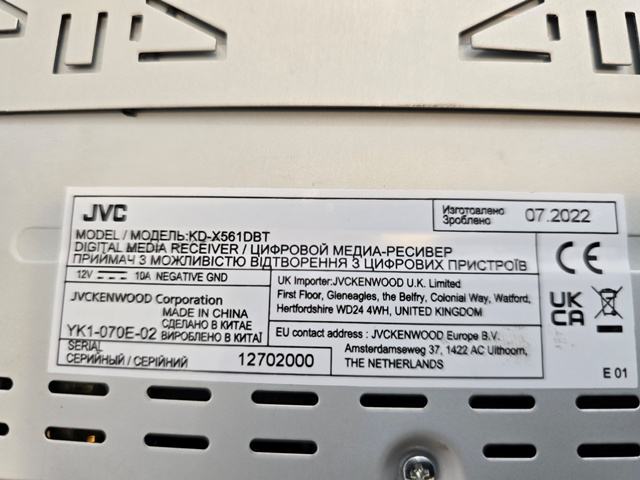 JVC
Изготовлено
Зроблено
07.2022
MODEL / МОДЕЛЬ:KD-X561DBT
DIGITAL MEDIA RECEIVER / ЦИФРОВОЙ МЕДИА-РЕСИВЕР
ПРИЙМАЧ З МОЖЛИВІСТЮ ВІДТВОРЕННЯ З ЦИФРОВИХ ПРИСТРОЇВ
12V 10A NEGATIVE GND
JVCKENWOOD Corporation
MADE IN CHINA
СДЕЛАНО В КИТАЕ
YK1-070E-02 ВИРОБЛЕНО В КИТАЇ
SERIAL
СЕРИЙНЫЙ / СЕРІЙНИЙ 12702000
UK Importer:JVCKENWOOD U.K. Limited
First Floor, Gleneagles, the Belfry, Colonial Way, Watford,
Hertfordshire WD24 4WH, UNITED KINGDOM
EU contact address : JVCKENWOOD Europe B.V.
Amsterdamseweg 37, 1422 AC Uithoorn,
THE NETHERLANDS
CE
UK
CA
E 01